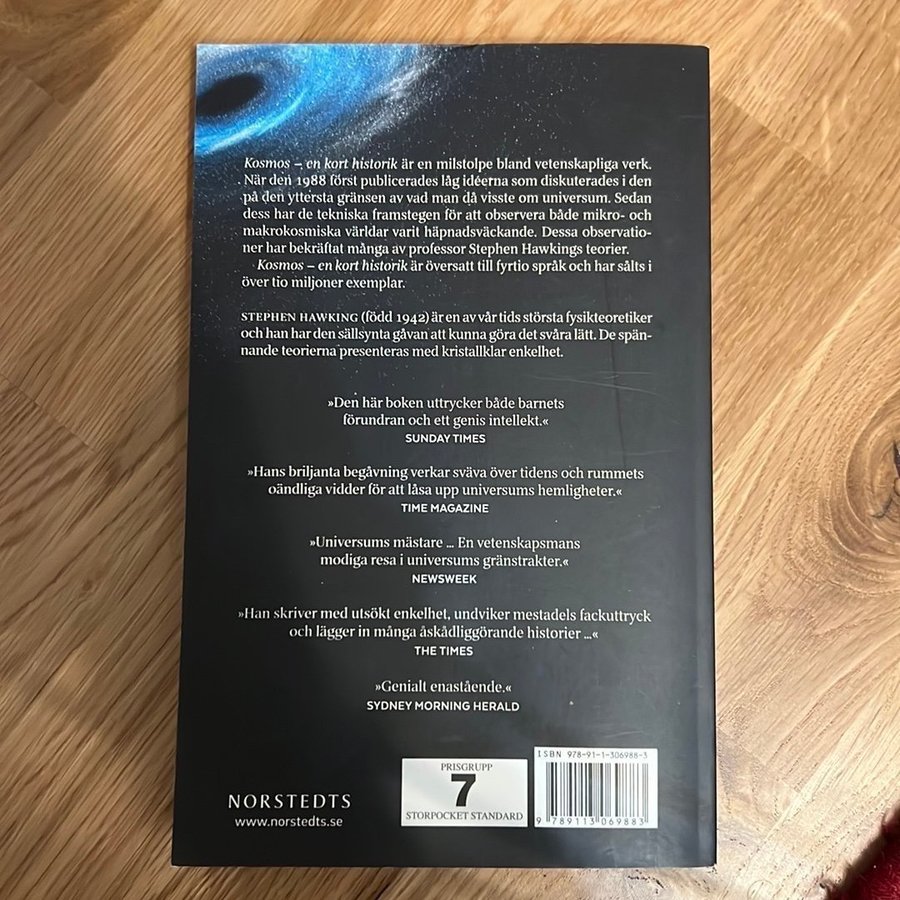 Kosmos – en kort historik är en milstolpe bland vetenskapliga verk.
När den 1988 först publicerades låg idéerna som diskuterades i den
på den yttersta gränsen av vad man då visste om universum. Sedan
dess har de tekniska framstegen för att observera både mikro- och
makrokosmiska världar varit häpnadsväckande. Dessa observatio-
ner har bekräftat många av professor Stephen Hawkings teorier.
Kosmos – en kort historik är översatt till fyrtio språk och har sålts i
över tio miljoner exemplar.
STEPHEN HAWKING (född 1942) är en av vår tids största fysikteoretiker
och han har den sällsynta gåvan att kunna göra det svåra lätt. De spän-
nande teorierna presenteras med kristallklar enkelhet.
»Den här boken uttrycker både barnets
förundran och ett genis intellekt.«
SUNDAY TIMES
»Hans briljanta begåvning verkar sväva över tidens och rummets
oändliga vidder för att låsa upp universums hemligheter.«
TIME MAGAZINE
»Universums mästare ... En vetenskapsmans
modiga resa i universums gränstrakter.«
NEWSWEEK
»Han skriver med utsökt enkelhet, undviker mestadels fackuttryck
och lägger in många åskådliggörande historier ...«
THE TIMES
»Genialt enastående.«
SYDNEY MORNING HERALD
NORSTEDTS
www.norstedts.se
PRISGRUPP
7
STORPOCKET STANDARD
ISBN 978-91-1-306988-3
9 789113 069883